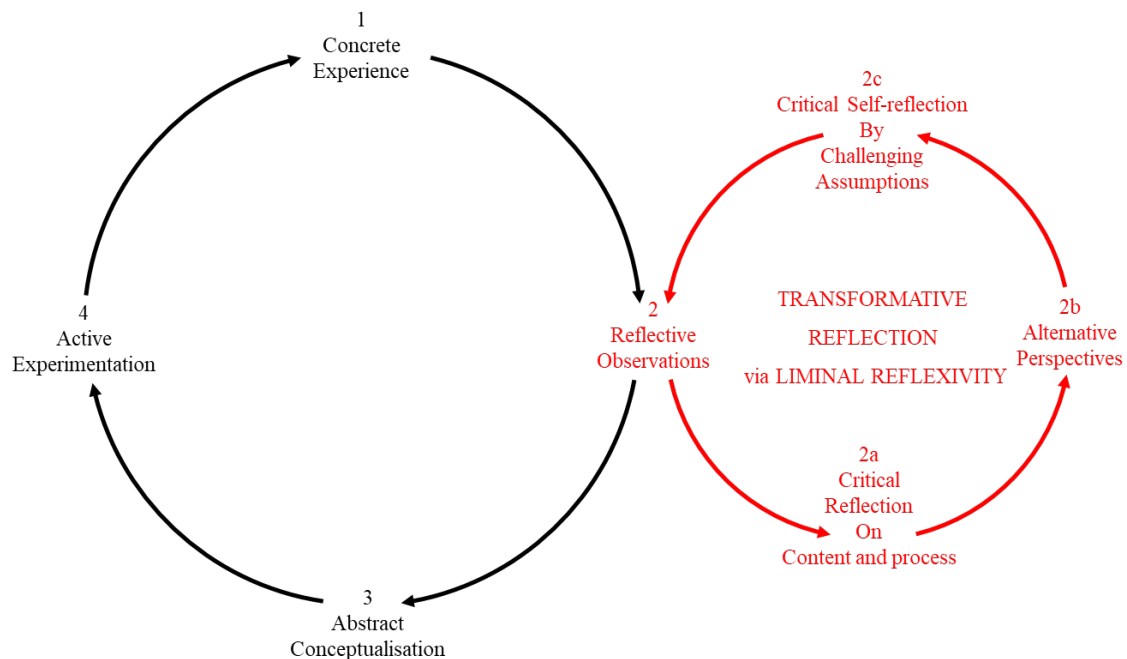 1
Concrete
Experience
2c
Critical Self-reflection
By
Challenging
Assumptions
2
Reflective
Observations
TRANSFORMATIVE
REFLECTION
via LIMINAL REFLEXIVITY
2b
Alternative
Perspectives
4
Active
Experimentation
2a
Critical
Reflection
On
Content and process
3
Abstract
Conceptualisation